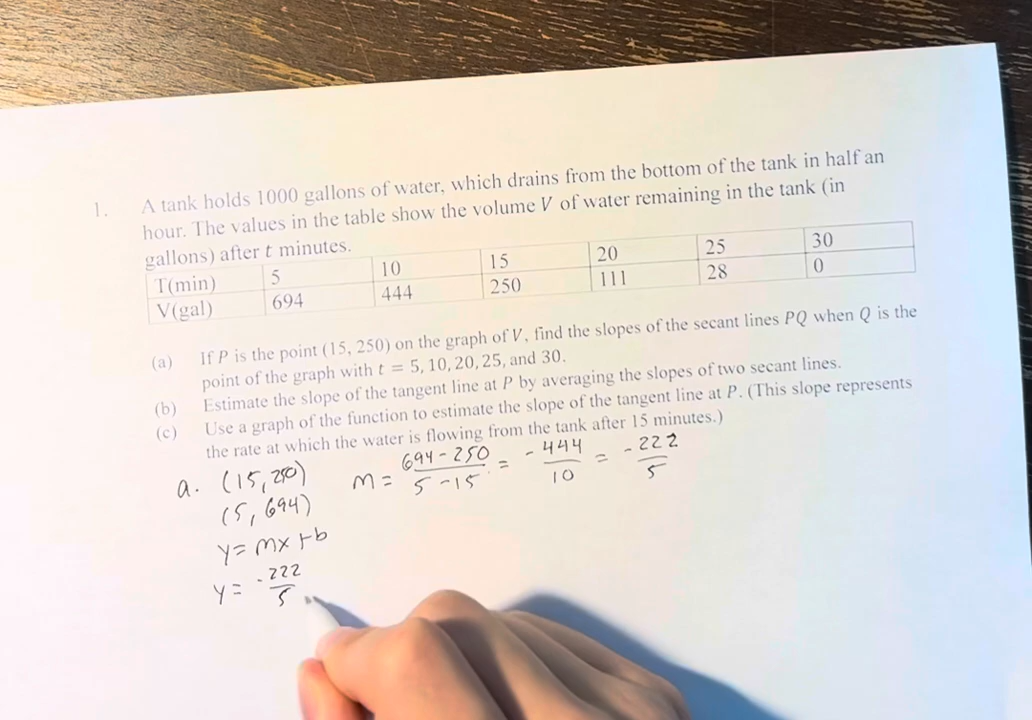 1. A tank holds 1000 gallons of water, which drains from the bottom of the tank in half an
hour. The values in the table show the volume V of water remaining in the tank (in
gallons) after t minutes.
T(min) 5 10 15 20 25 30
V(gal) 694 444 250 111 28 0
(a) If P is the point (15, 250) on the graph of V, find the slopes of the secant lines PQ when Q is the
point of the graph with t = 5, 10, 20, 25, and 30.
(b) Estimate the slope of the tangent line at P by averaging the slopes of two secant lines.
(c) Use a graph of the function to estimate the slope of the tangent line at P. (This slope represents
the rate at which the water is flowing from the tank after 15 minutes.)
a. (15, 250) m = (694 - 250)/(5 - 15) = - 444/10 = - 222/5
(5, 694)
y = mx + b
y = - 222/5